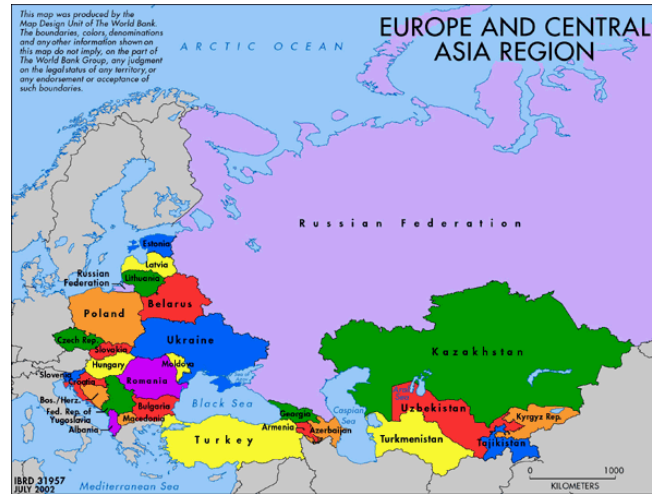 This map was produced by the
Map Design Unit of The World Bank.
The boundaries, colors, denominations
and any other information shown on
this map do not imply, on the part of
The World Bank Group, any judgment
on the legal status of any territory, or
any endorsement or acceptance of
such boundaries.
EUROPE AND CENTRAL
ASIA REGION
ARCTIC OCEAN
Russian Federation
Estonia
Latvia
Lithuania
Russian
Federation
Belarus
Poland
Ukraine
Czech Rep.
Slovakia
Kazakhstan
Hungary
Moldova
Slovenia
Romania
Croatia
Aral
Sea
Bos./Herz.
Black Sea
Caspian
Sea
Uzbekistan
Kyrgyz Rep.
Fed. Rep. of
Yugoslavia
Bulgaria
Georgia
Macedonia
Albania
Armenia
Azerbaijan
Turkey
Turkmenistan
Tajikistan
IBRD 31957
JULY 2002
Mediterranean Sea
0
1000
KILOMETERS